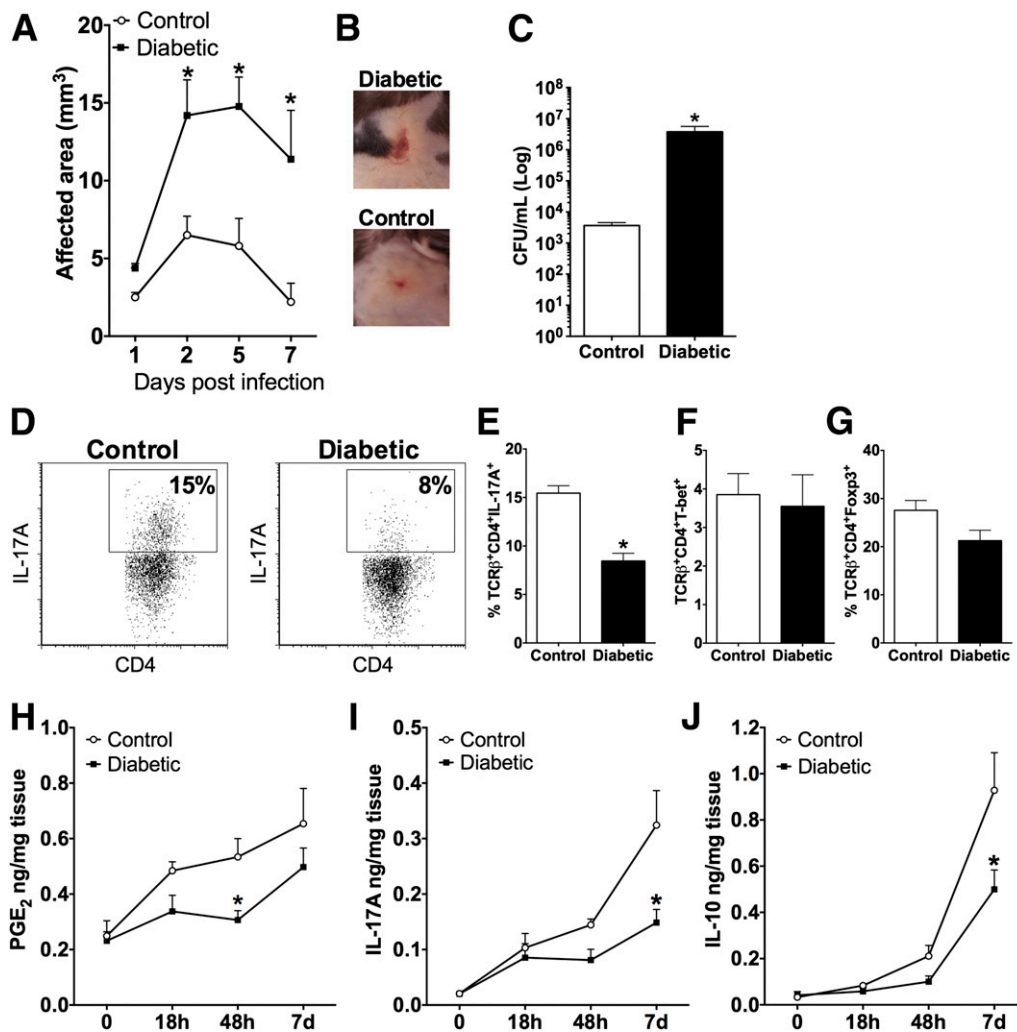 A
Control
Diabetic
Affected area (mm³)
20
15
10
5
0
* * *
1 2 5 7
Days post infection
B
Diabetic
Control
C
CFU/mL (Log)
10⁸
10⁷
10⁶
10⁵
10⁴
10³
10²
10¹
10⁰
*
Control Diabetic
D
Control
15%
IL-17A
CD4
Diabetic
8%
IL-17A
CD4
E
% TCRβ⁺CD4⁺IL-17A⁺
20
15
10
5
0
*
Control Diabetic
F
TCRβ⁺CD4⁺T-bet⁺
5
4
3
2
1
0
Control Diabetic
G
% TCRβ⁺CD4⁺Foxp3⁺
40
30
20
10
0
Control Diabetic
H
Control
Diabetic
PGE₂ ng/mg tissue
1.0
0.8
0.6
0.4
0.2
0.0
*
0 18h 48h 7d
I
Control
Diabetic
IL-17A ng/mg tissue
0.5
0.4
0.3
0.2
0.1
0.0
*
0 18h 48h 7d
J
Control
Diabetic
IL-10 ng/mg tissue
1.2
1.0
0.8
0.6
0.4
0.2
0.0
*
0 18h 48h 7d